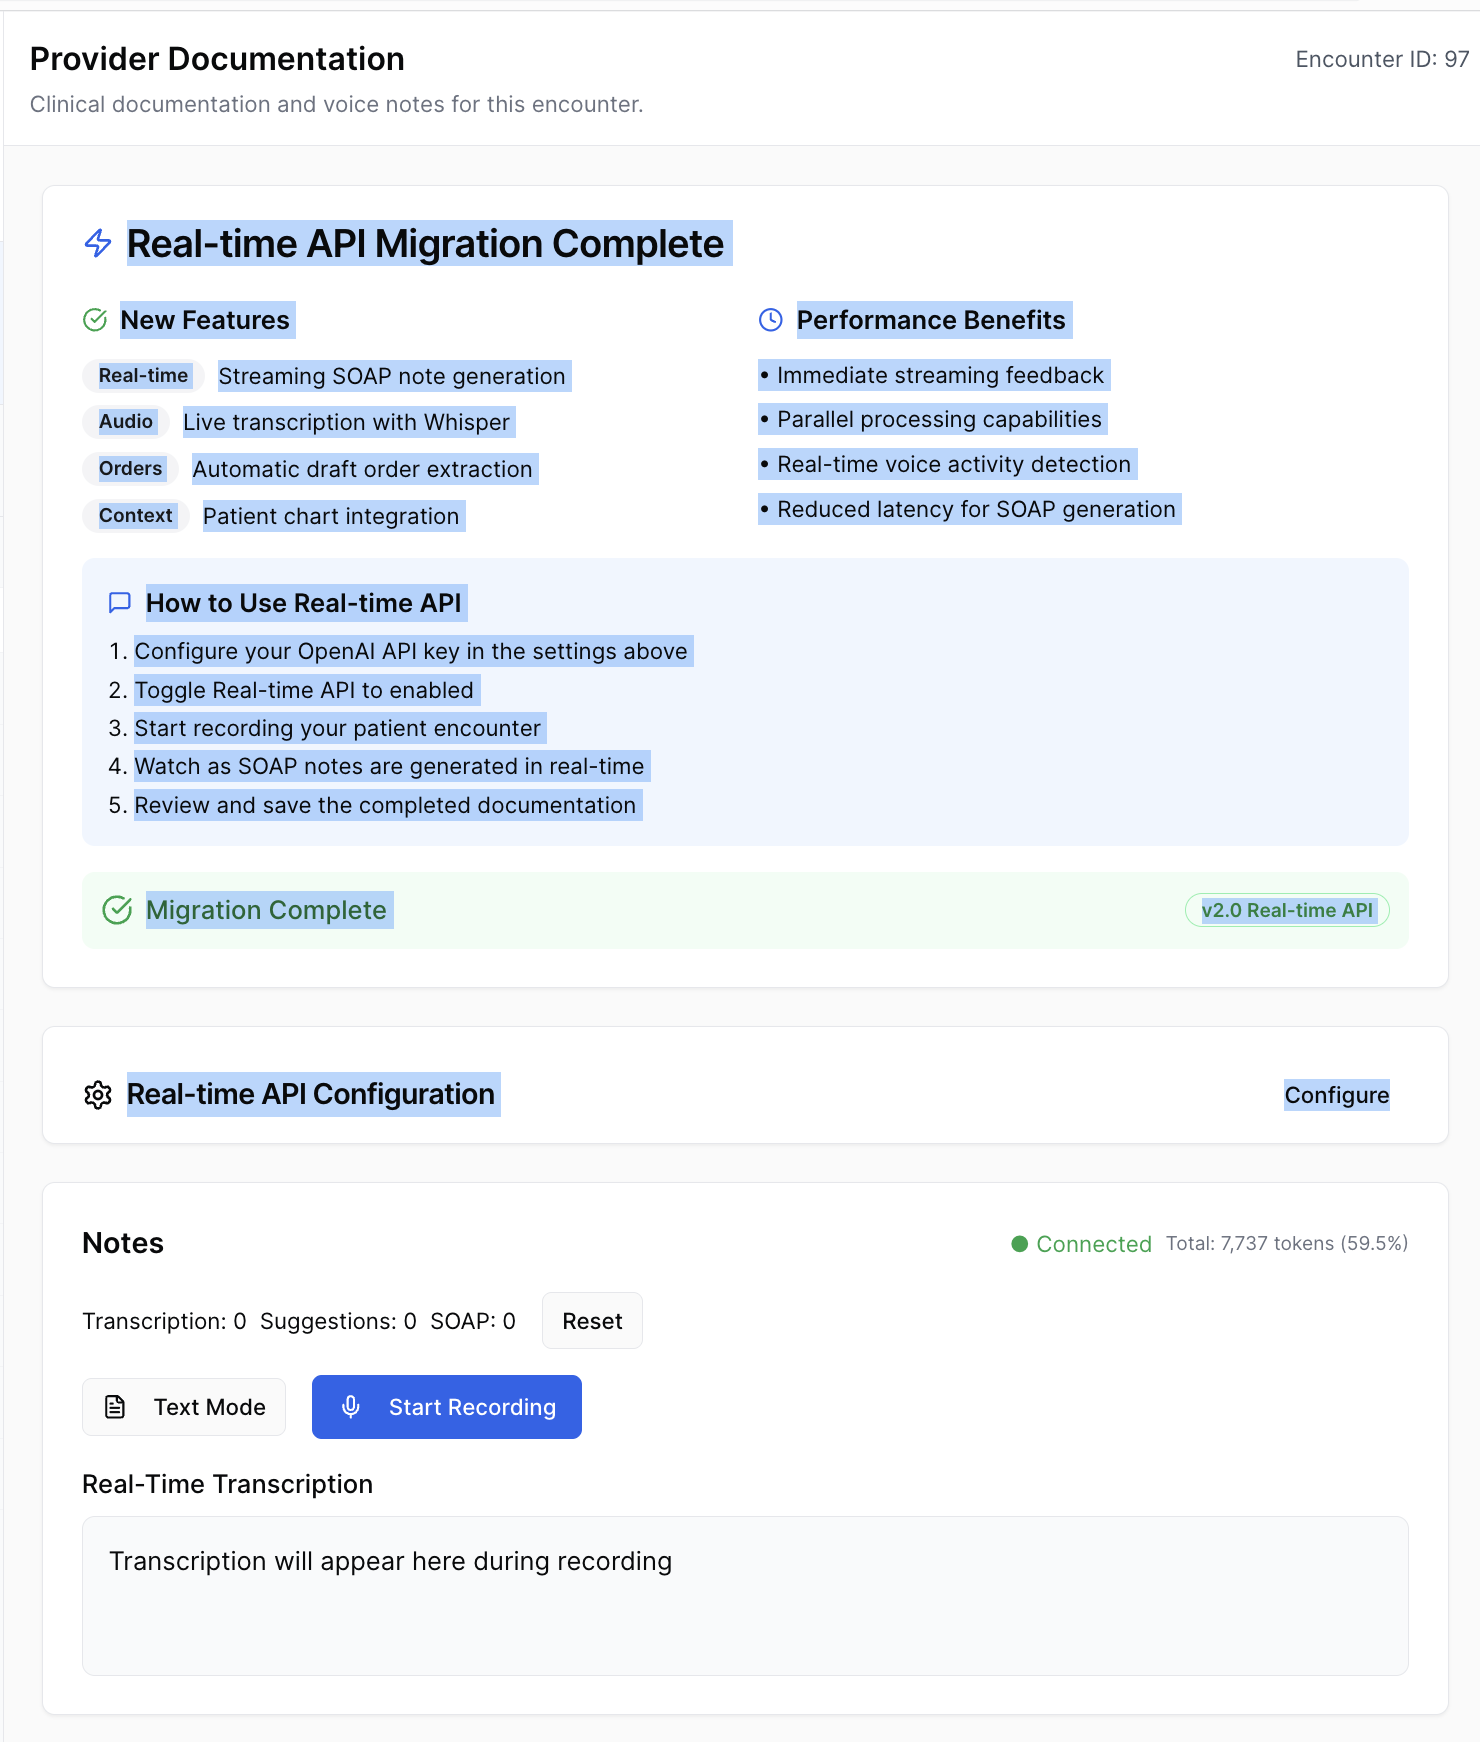 Provider Documentation
Encounter ID: 97
Clinical documentation and voice notes for this encounter.
Real-time API Migration Complete
New Features
Real-time Streaming SOAP note generation
Audio Live transcription with Whisper
Orders Automatic draft order extraction
Context Patient chart integration
Performance Benefits
• Immediate streaming feedback
• Parallel processing capabilities
• Real-time voice activity detection
• Reduced latency for SOAP generation
How to Use Real-time API
1. Configure your OpenAI API key in the settings above
2. Toggle Real-time API to enabled
3. Start recording your patient encounter
4. Watch as SOAP notes are generated in real-time
5. Review and save the completed documentation
Migration Complete
v2.0 Real-time API
Real-time API Configuration
Configure
Notes
Connected Total: 7,737 tokens (59.5%)
Transcription: 0 Suggestions: 0 SOAP: 0 Reset
Text Mode Start Recording
Real-Time Transcription
Transcription will appear here during recording